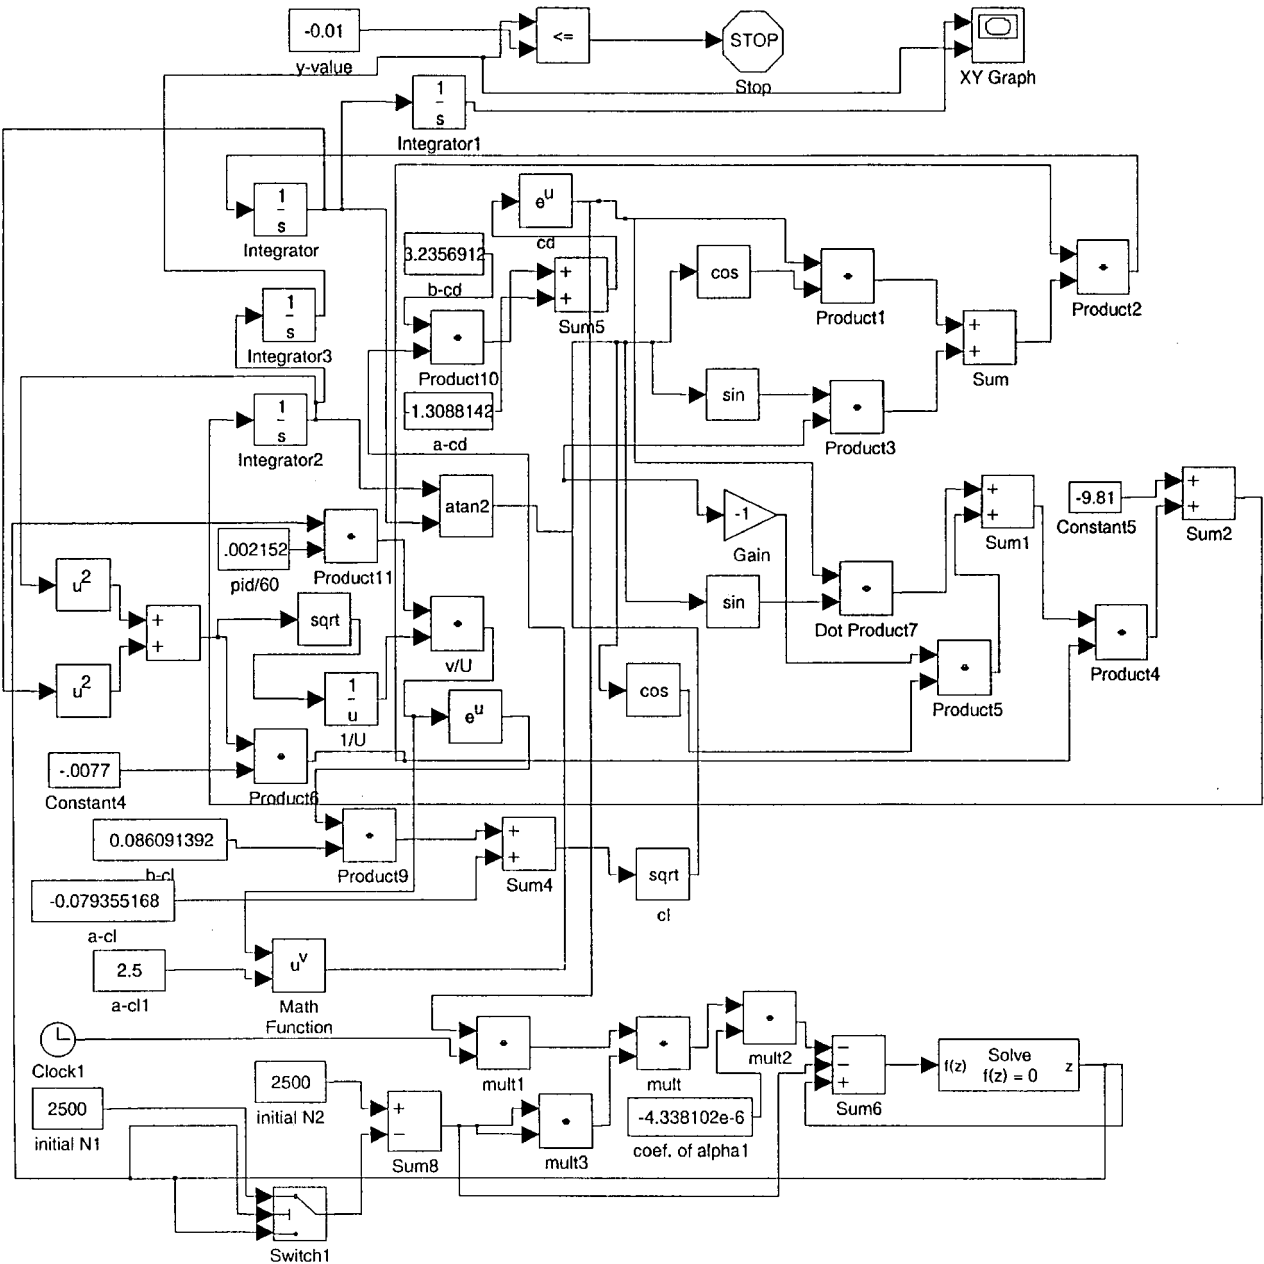 -0.01
y-value
<=
STOP
Stop
XY Graph
1
s
Integrator1
1
s
Integrator
e^u
cd
3.2356912
b-cd
+
+
Sum5
cos
Product1
Product2
1
s
Integrator3
Product10
-1.3088142
a-cd
+
+
Sum
sin
Product3
1
s
Integrator2
atan2
-1
Gain
+
+
Sum1
-9.81
Constant5
+
+
Sum2
.002152
pid/60
Product11
u^2
+
+
u^2
sqrt
v/U
1
u
1/U
e^u
sin
Dot Product7
cos
Product5
Product4
-.0077
Constant4
Product6
0.086091392
b-cl
Product9
+
+
Sum4
sqrt
cl
-0.079355168
a-cl
2.5
a-cl1
u^v
Math
Function
Clock1
mult1
mult
mult2
-
-
+
Sum6
f(z)
Solve
f(z) = 0
z
2500
initial N1
2500
initial N2
+
-
Sum8
mult3
-4.338102e-6
coef. of alpha1
Switch1